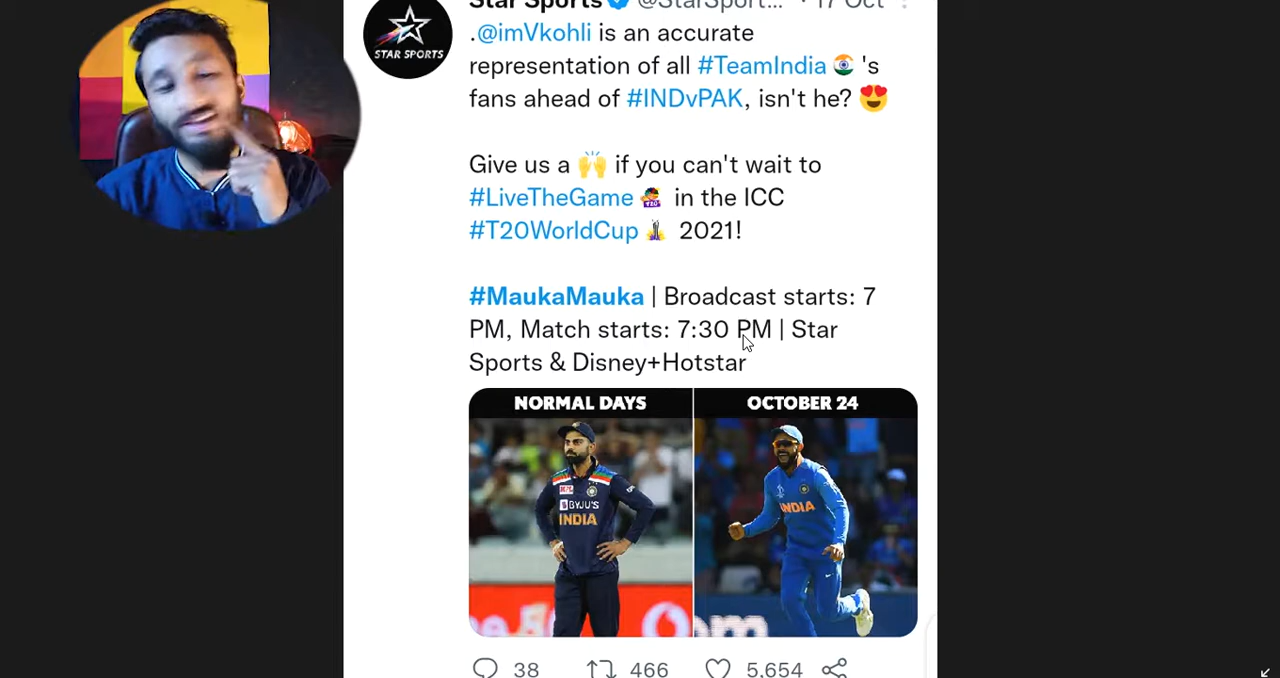 Star Sports @StarSport... · 17 Oct
STAR SPORTS
.@imVkohli is an accurate
representation of all #TeamIndia 's
fans ahead of #INDvPAK, isn't he? 😍
Give us a 🙌 if you can't wait to
#LiveTheGame in the ICC
#T20WorldCup 2021!
#MaukaMauka | Broadcast starts: 7
PM, Match starts: 7:30 PM | Star
Sports & Disney+Hotstar
NORMAL DAYS
OCTOBER 24
BYJU'S
INDIA
INDIA
38 466 5,654